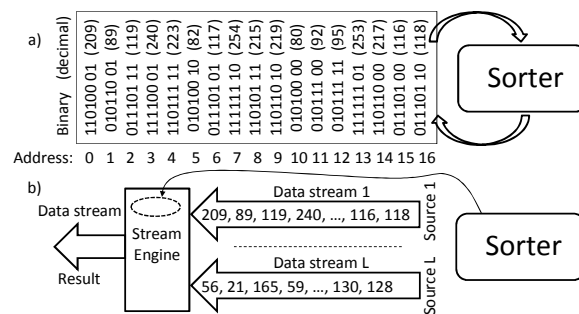 a)
Binary (decimal)
110100 01 (209)
010110 01 (89)
011101 11 (119)
111100 01 (240)
110111 11 (223)
010100 10 (82)
011101 01 (117)
111111 10 (254)
110101 11 (215)
110110 11 (219)
010100 00 (80)
010111 00 (92)
010111 11 (95)
111111 01 (253)
110110 01 (217)
011101 00 (116)
011101 10 (118)
Sorter
Address: 0 1 2 3 4 5 6 7 8 9 10 11 12 13 14 15 16
b)
Data stream
Result
Stream
Engine
Data stream 1
209, 89, 119, 240, ..., 116, 118
Source 1
Data stream L
56, 21, 165, 59, ..., 130, 128
Source L
Sorter